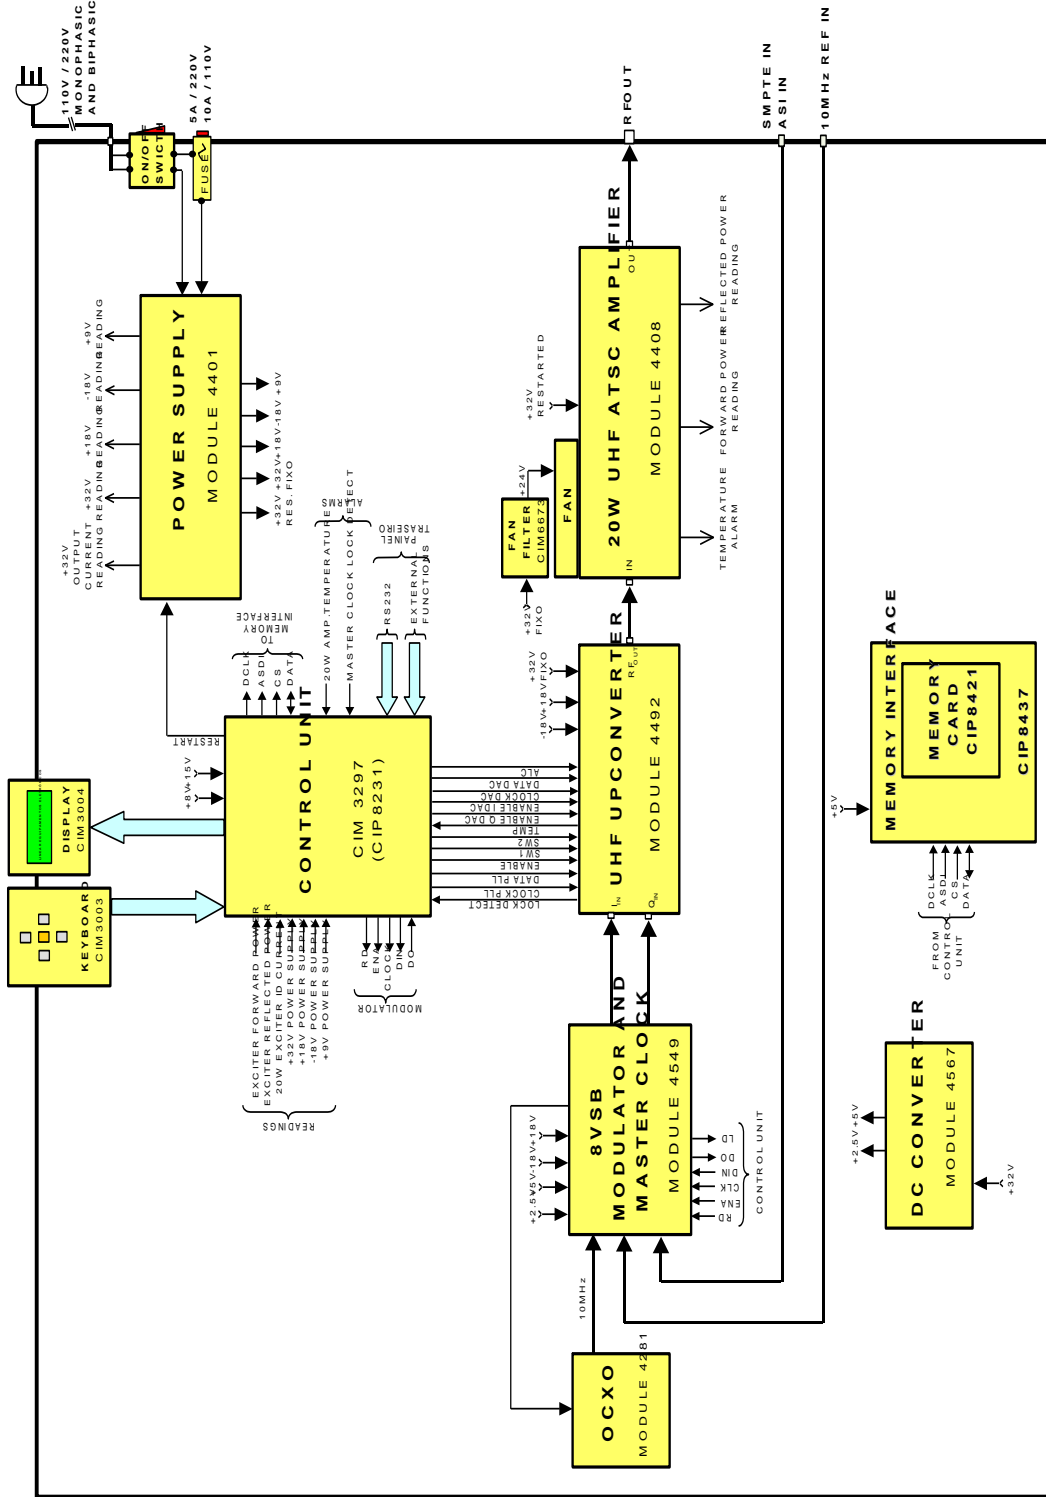 110V / 220V
MONOPHASIC
AND BIPHASIC
5A / 220V
10A / 110V
ON/OFF
SWICTH
FUSE
RFOUT
SMPTE IN
ASI IN
10MHz REF IN
POWER SUPPLY
MODULE 4401
+9V
READING
-18V
READING
+18V
READING
+32V
READING
+32V
OUTPUT
CURRENT
READING
+9V
-18V
+18V
+32V
+32V
RES.
FIXO
RESTART
CONTROL UNIT
CIM 3297
(CIP8231)
DCLK
ASDI
CS
DATA
TO
MEMORY
INTERFACE
20W AMP.TEMPERATURE
MASTER CLOCK LOCK DETECT
ALARMS
RS232
EXTERNAL
FUNCTIONS
PAINEL
TRASEIRO
+15V
+8V
DISPLAY
CIM3004
KEYBOARD
CIM3003
EXCITER FORWARD POWER
EXCITER REFLECTED POWER
20W EXCITER ID CURRET
+32V POWER SUPPLY
+18V POWER SUPPLY
-18V POWER SUPPLY
+9V POWER SUPPLY
READINGS
RD
ENA
CLOCK
DIN
DO
MODULATOR
ALC
DATA DAC
CLOCK DAC
ENABLE I DAC
ENABLE Q DAC
TEMP
SW2
SW1
ENABLE
DATA PLL
CLOCK PLL
LOCK DETECT
20W UHF ATSC AMPLIFIER
MODULE 4408
IN
+32V
RESTARTED
REFLECTED POWER
READING
FORWARD POWER
READING
TEMPERATURE
ALARM
FAN
FAN
FILTER
CIM6673
+24V
+32V
FIXO
UHF UPCONVERTER
MODULE 4492
RF OUT
I IN
Q IN
+32V
FIXO
+18V
-18V
8VSB
MODULATOR AND
MASTER CLOCK
MODULE 4549
+18V
-18V
+5V
+2.5V
LD
DO
DIN
CLK
ENA
RD
CONTROL UNIT
10MHz
OCXO
MODULE 4281
MEMORY INTERFACE
MEMORY
CARD
CIP8421
CIP8437
+5V
DCLK
ASDI
CS
DATA
FROM
CONTROL
UNIT
DC CONVERTER
MODULE 4567
+5V
+2.5V
+32V